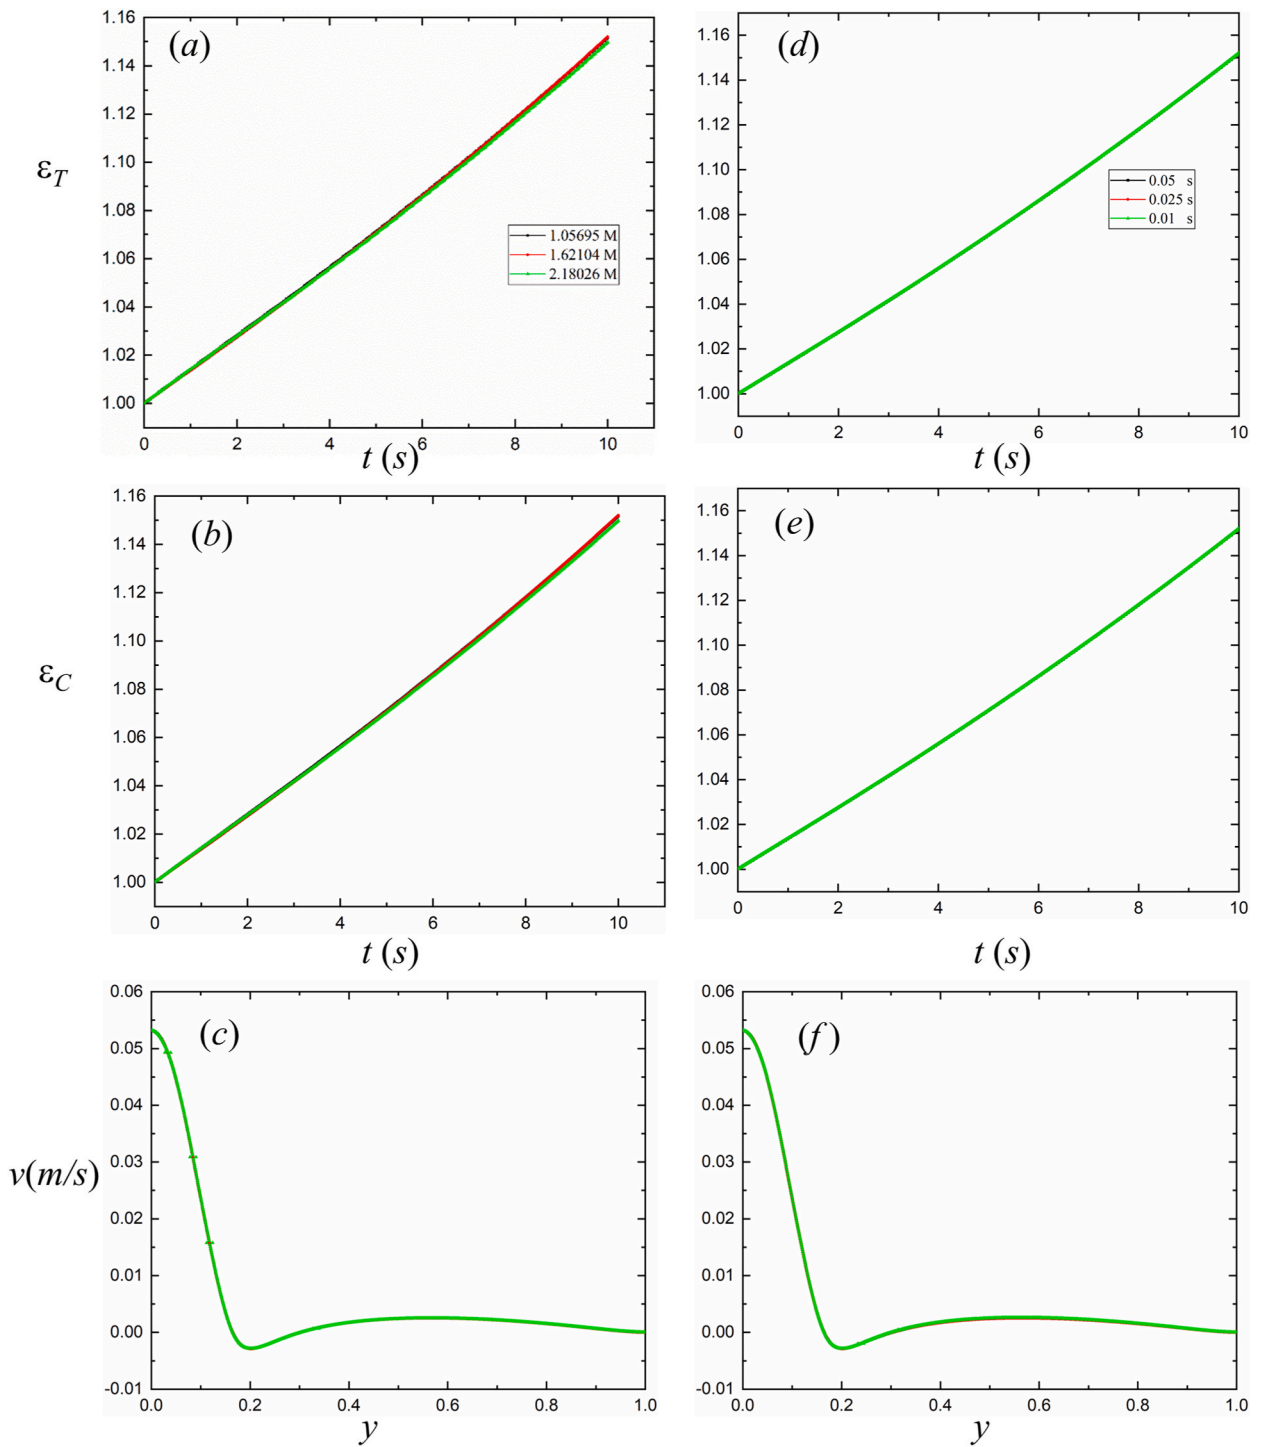 (a)
ε_T
1.16
1.14
1.12
1.10
1.08
1.06
1.04
1.02
1.00
1.05695 M
1.62104 M
2.18026 M
0 2 4 6 8 10
t (s)
(d)
1.16
1.14
1.12
1.10
1.08
1.06
1.04
1.02
1.00
0.05 s
0.025 s
0.01 s
0 2 4 6 8 10
t (s)
(b)
ε_C
1.16
1.14
1.12
1.10
1.08
1.06
1.04
1.02
1.00
0 2 4 6 8 10
t (s)
(e)
1.16
1.14
1.12
1.10
1.08
1.06
1.04
1.02
1.00
0 2 4 6 8 10
t (s)
(c)
v(m/s)
0.06
0.05
0.04
0.03
0.02
0.01
0.00
-0.01
0.0 0.2 0.4 0.6 0.8 1.0
y
(f)
0.06
0.05
0.04
0.03
0.02
0.01
0.00
-0.01
0.0 0.2 0.4 0.6 0.8 1.0
y